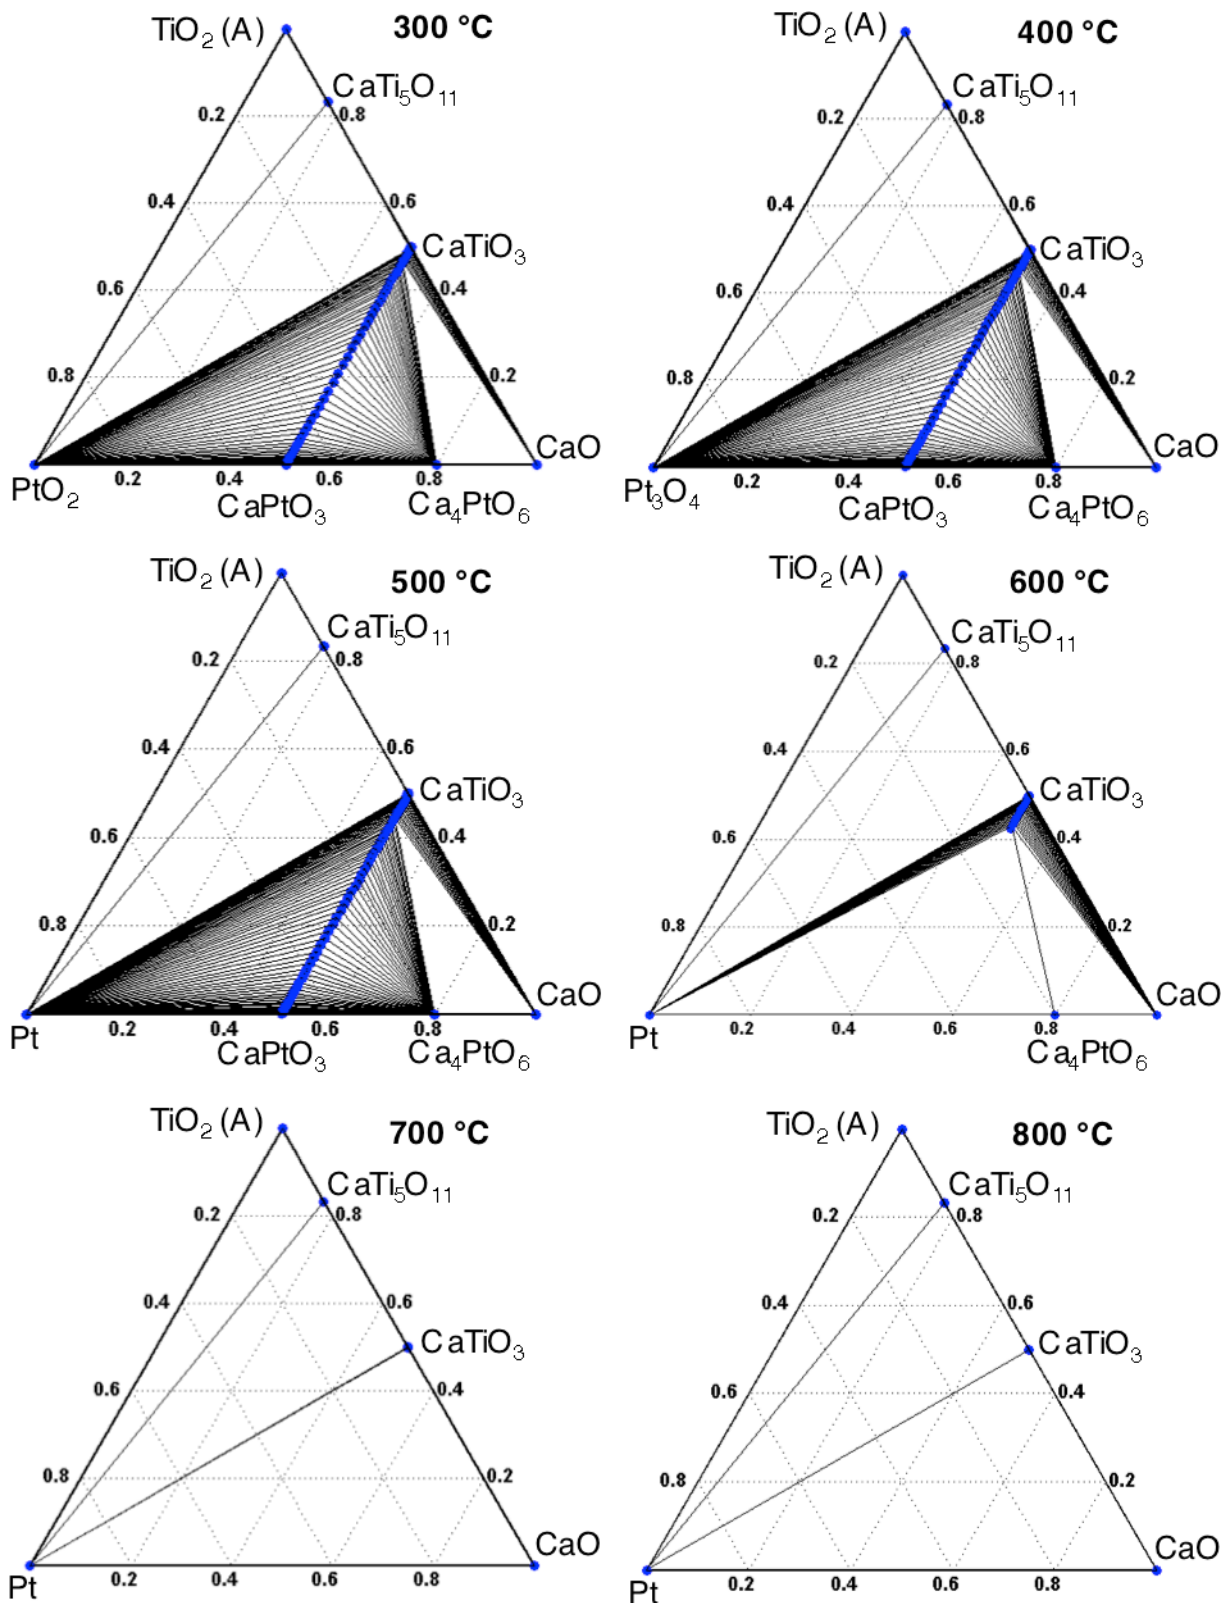 TiO2 (A) 300 °C
CaTi5O11
0.2 0.8
0.4 0.6
CaTiO3
0.6 0.4
0.8 0.2
CaO
PtO2 0.2 0.4 0.6 0.8
CaPtO3 Ca4PtO6
TiO2 (A) 400 °C
CaTi5O11
0.2 0.8
0.4 0.6
CaTiO3
0.6 0.4
0.8 0.2
CaO
Pt3O4 0.2 0.4 0.6 0.8
CaPtO3 Ca4PtO6
TiO2 (A) 500 °C
CaTi5O11
0.2 0.8
0.4 0.6
CaTiO3
0.6 0.4
0.8 0.2
CaO
Pt 0.2 0.4 0.6 0.8
CaPtO3 Ca4PtO6
TiO2 (A) 600 °C
CaTi5O11
0.2 0.8
0.4 0.6
CaTiO3
0.6 0.4
0.8 0.2
CaO
Pt 0.2 0.4 0.6 0.8
Ca4PtO6
TiO2 (A) 700 °C
CaTi5O11
0.2 0.8
0.4 0.6
CaTiO3
0.6 0.4
0.8 0.2
CaO
Pt 0.2 0.4 0.6 0.8
TiO2 (A) 800 °C
CaTi5O11
0.2 0.8
0.4 0.6
CaTiO3
0.6 0.4
0.8 0.2
CaO
Pt 0.2 0.4 0.6 0.8